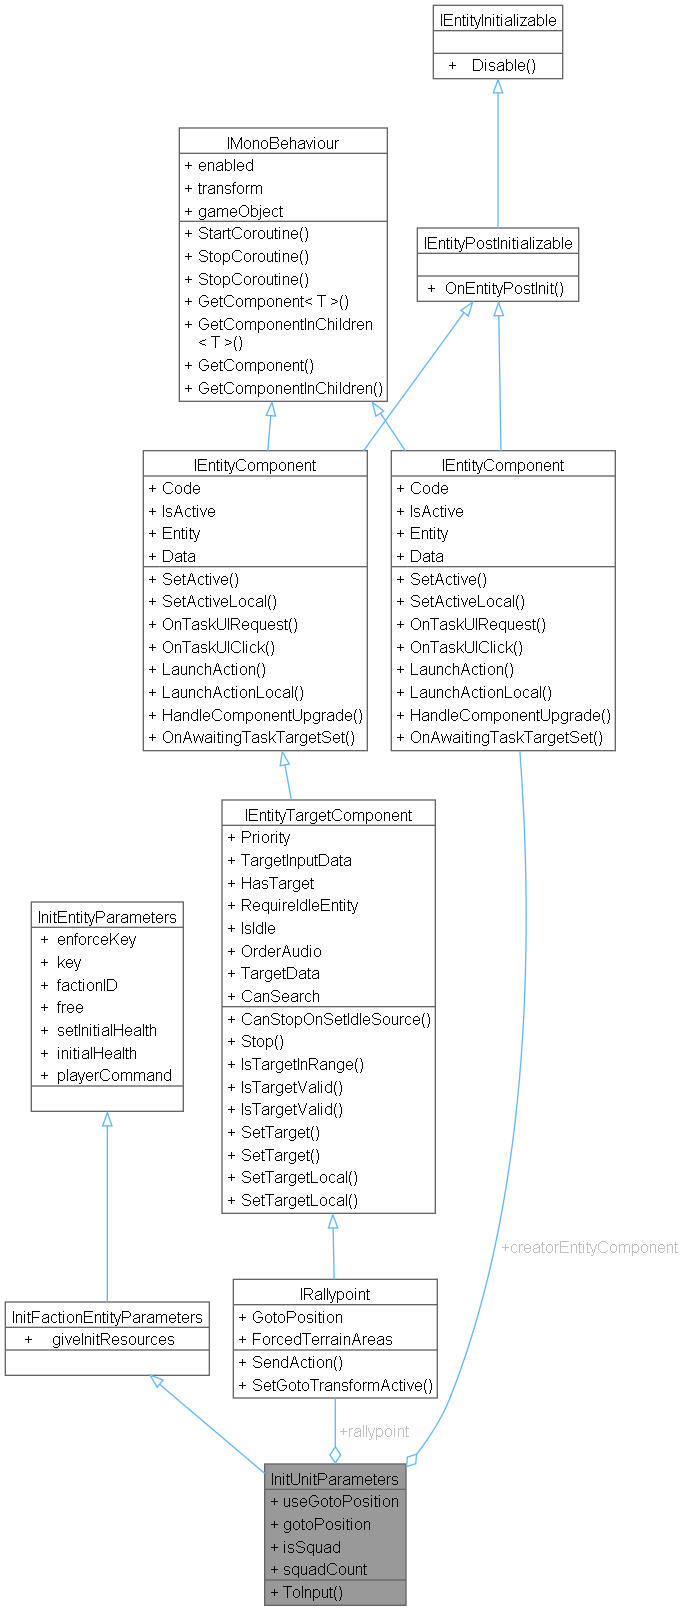 IEntityInitializable
+ Disable()
IMonoBehaviour
+ enabled
+ transform
+ gameObject
+ StartCoroutine()
+ StopCoroutine()
+ StopCoroutine()
+ GetComponent< T >()
+ GetComponentInChildren
< T >()
+ GetComponent()
+ GetComponentInChildren()
IEntityPostInitializable
+ OnEntityPostInit()
IEntityComponent
+ Code
+ IsActive
+ Entity
+ Data
+ SetActive()
+ SetActiveLocal()
+ OnTaskUIRequest()
+ OnTaskUIClick()
+ LaunchAction()
+ LaunchActionLocal()
+ HandleComponentUpgrade()
+ OnAwaitingTaskTargetSet()
IEntityComponent
+ Code
+ IsActive
+ Entity
+ Data
+ SetActive()
+ SetActiveLocal()
+ OnTaskUIRequest()
+ OnTaskUIClick()
+ LaunchAction()
+ LaunchActionLocal()
+ HandleComponentUpgrade()
+ OnAwaitingTaskTargetSet()
IEntityTargetComponent
+ Priority
+ TargetInputData
+ HasTarget
+ RequireIdleEntity
+ IsIdle
+ OrderAudio
+ TargetData
+ CanSearch
+ CanStopOnSetIdleSource()
+ Stop()
+ IsTargetInRange()
+ IsTargetValid()
+ IsTargetValid()
+ SetTarget()
+ SetTarget()
+ SetTargetLocal()
+ SetTargetLocal()
InitEntityParameters
+ enforceKey
+ key
+ factionID
+ free
+ setInitialHealth
+ initialHealth
+ playerCommand
+creatorEntityComponent
InitFactionEntityParameters
+ giveInitResources
IRallypoint
+ GotoPosition
+ ForcedTerrainAreas
+ SendAction()
+ SetGotoTransformActive()
+rallypoint
InitUnitParameters
+ useGotoPosition
+ gotoPosition
+ isSquad
+ squadCount
+ ToInput()